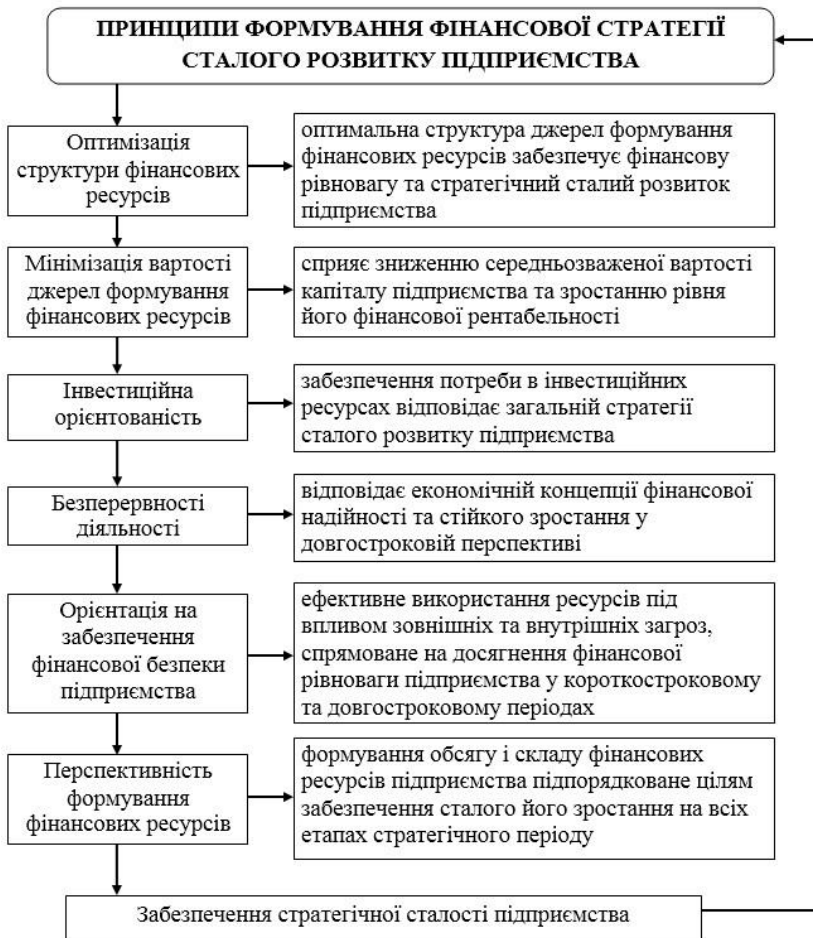 ПРИНЦИПИ ФОРМУВАННЯ ФІНАНСОВОЇ СТРАТЕГІЇ
СТАЛОГО РОЗВИТКУ ПІДПРИЄМСТВА
Оптимізація
структури фінансових
ресурсів
оптимальна структура джерел формування
фінансових ресурсів забезпечує фінансову
рівновагу та стратегічний сталий розвиток
підприємства
Мінімізація вартості
джерел формування
фінансових ресурсів
сприяє зниженню середньозваженої вартості
капіталу підприємства та зростанню рівня
його фінансової рентабельності
Інвестиційна
орієнтованість
забезпечення потреби в інвестиційних
ресурсах відповідає загальній стратегії
сталого розвитку підприємства
Безперервності
діяльності
відповідає економічній концепції фінансової
надійності та стійкого зростання у
довгостроковій перспективі
Орієнтація на
забезпечення
фінансової безпеки
підприємства
ефективне використання ресурсів під
впливом зовнішніх та внутрішніх загроз,
спрямоване на досягнення фінансової
рівноваги підприємства у короткостроковому
та довгостроковому періодах
Перспективність
формування
фінансових ресурсів
формування обсягу і складу фінансових
ресурсів підприємства підпорядковане цілям
забезпечення сталого його зростання на всіх
етапах стратегічного періоду
Забезпечення стратегічної сталості підприємства